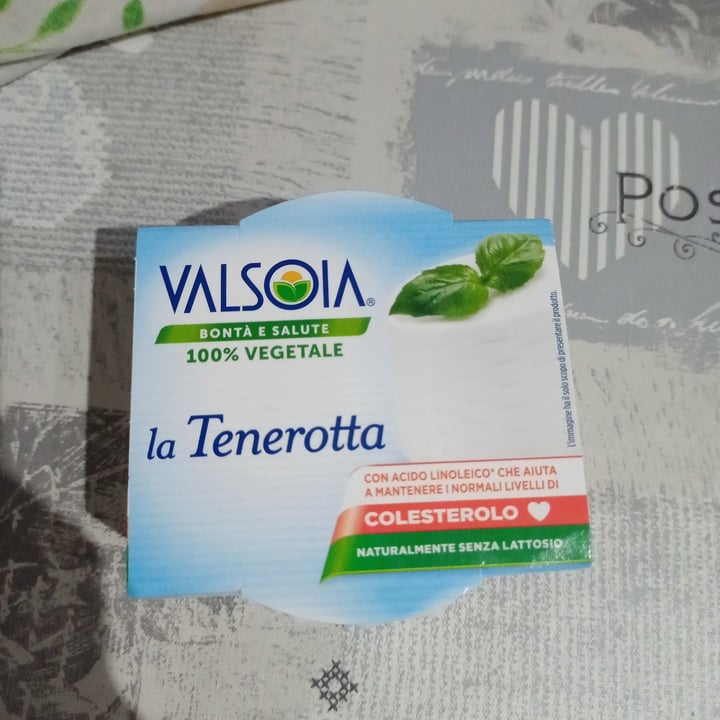 VALSOIA®
BONTÀ E SALUTE
100% VEGETALE
la Tenerotta
CON ACIDO LINOLEICO* CHE AIUTA
A MANTENERE I NORMALI LIVELLI DI
COLESTEROLO
NATURALMENTE SENZA LATTOSIO
L'immagine ha il solo scopo di presentare il prodotto.
Pos